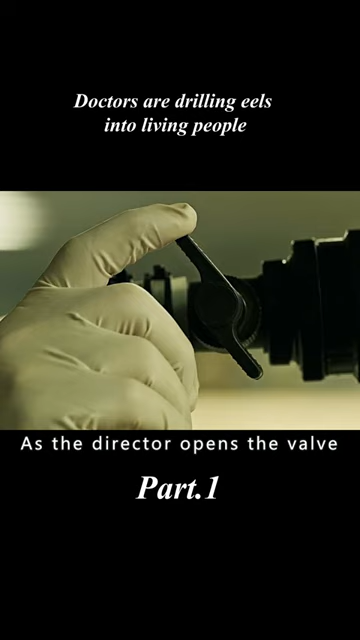 Doctors are drilling eels
into living people
As the director opens the valve
Part.1